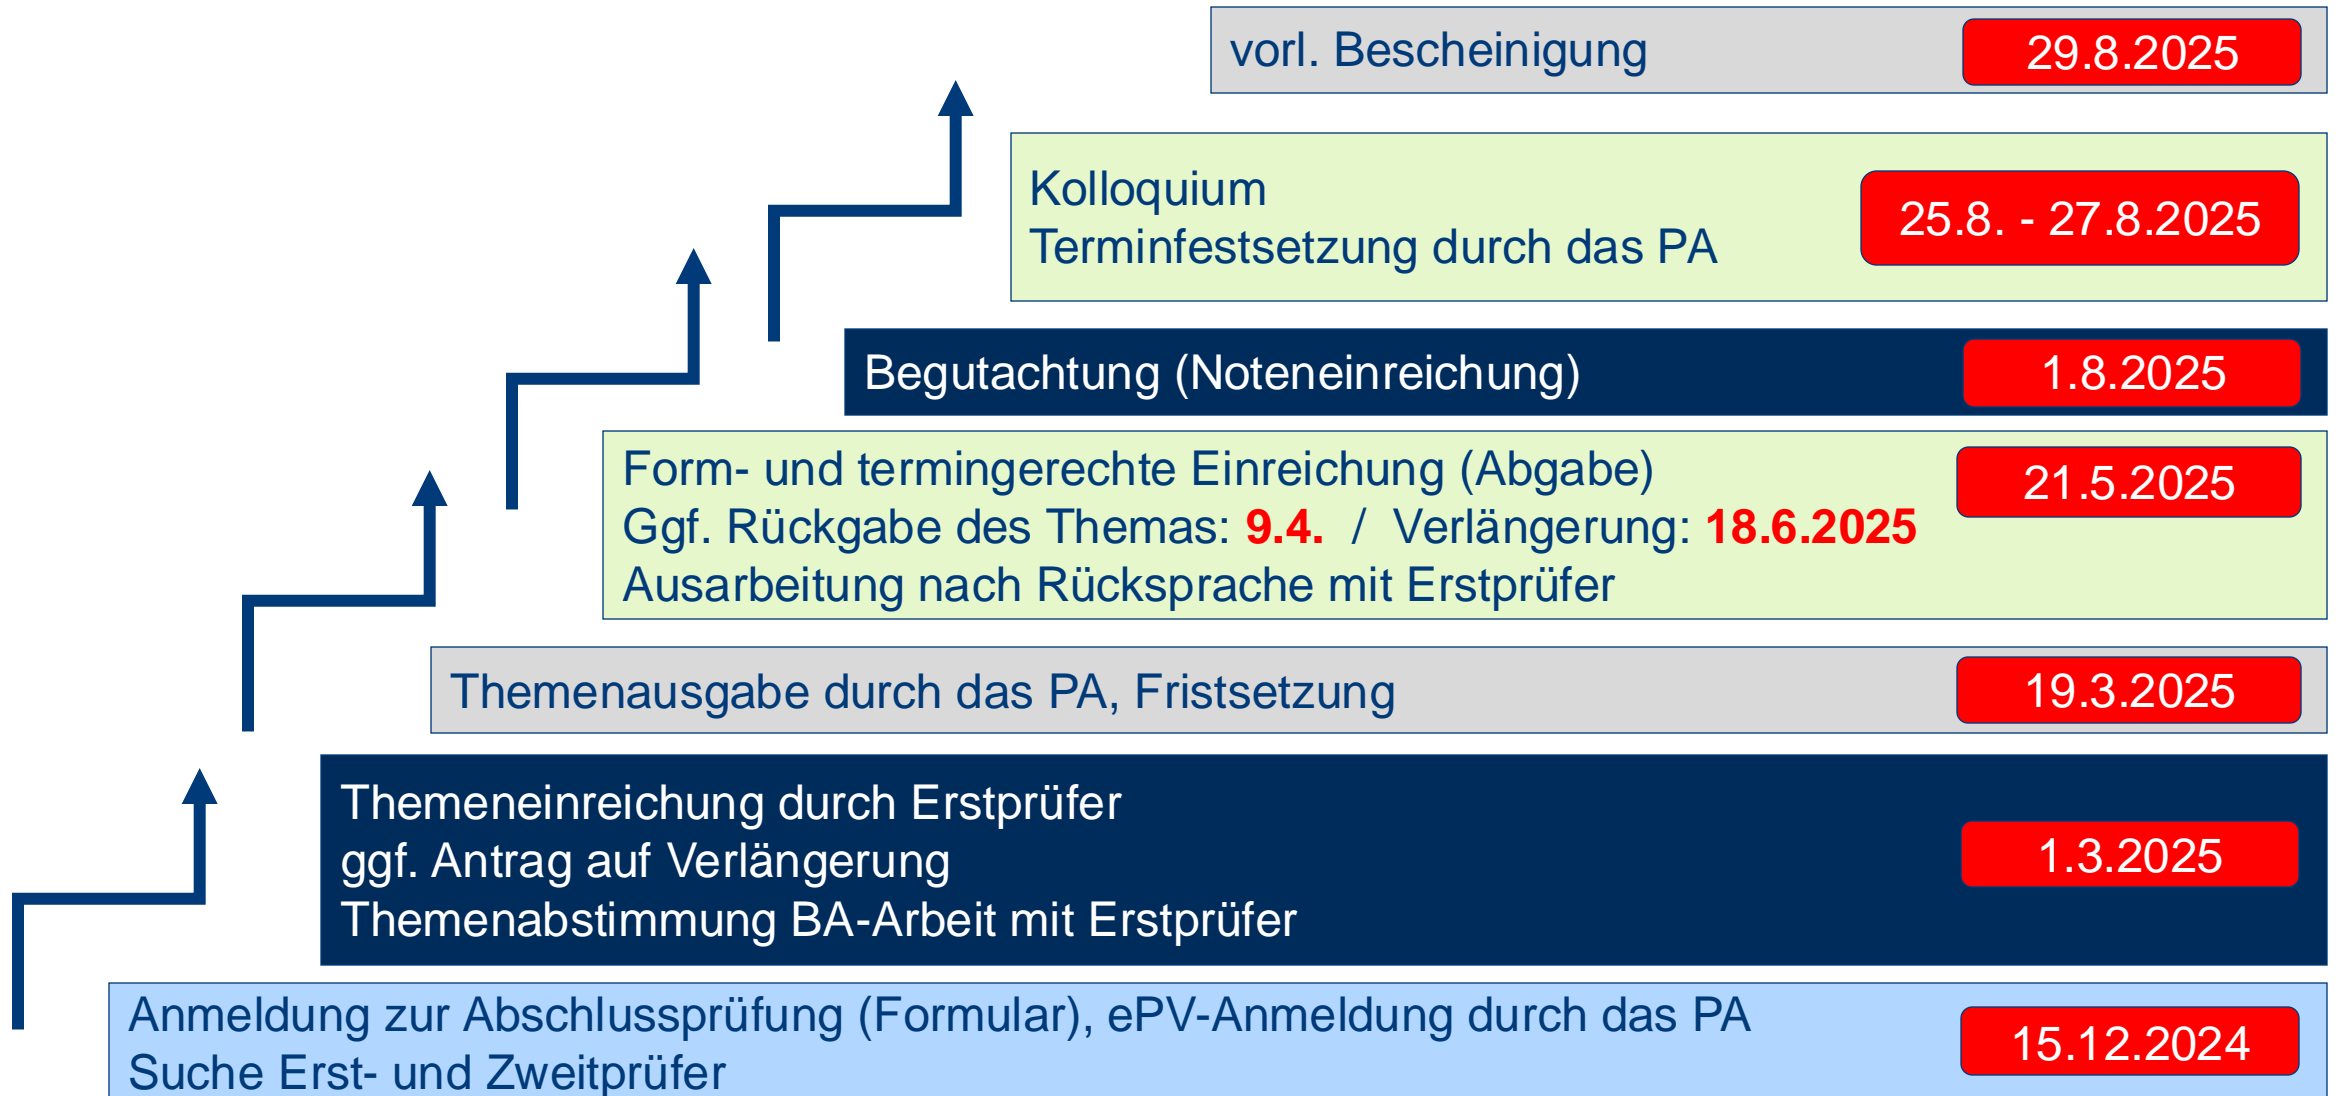 vorl. Bescheinigung 29.8.2025
Kolloquium
Terminfestsetzung durch das PA
25.8. - 27.8.2025
Begutachtung (Noteneinreichung) 1.8.2025
Form- und termingerechte Einreichung (Abgabe) 21.5.2025
Ggf. Rückgabe des Themas: 9.4. / Verlängerung: 18.6.2025
Ausarbeitung nach Rücksprache mit Erstprüfer
Themenausgabe durch das PA, Fristsetzung 19.3.2025
Themeneinreichung durch Erstprüfer
ggf. Antrag auf Verlängerung 1.3.2025
Themenabstimmung BA-Arbeit mit Erstprüfer
Anmeldung zur Abschlussprüfung (Formular), ePV-Anmeldung durch das PA
Suche Erst- und Zweitprüfer
15.12.2024